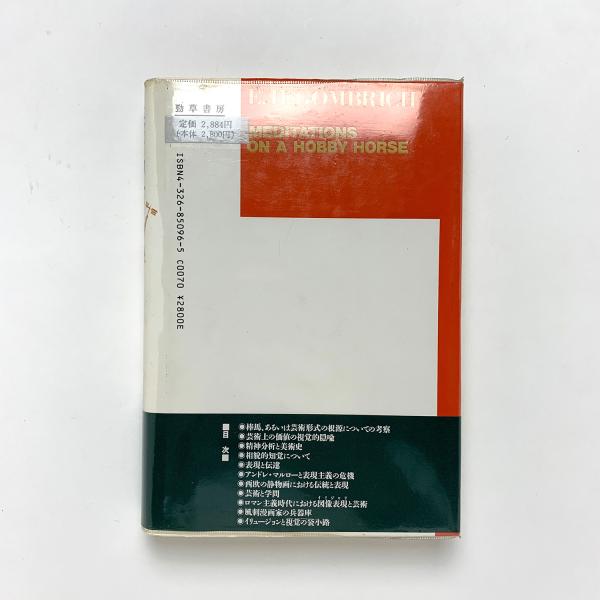 E.H.GOMBRICH
MEDITATIONS
ON A HOBBY HORSE
勁草書房
定価 2,884円
(本体 2,800円)
ISBN4-326-85096-5 C0070 ¥2800E
■目次■
●棒馬、あるいは芸術形式の根源についての考察
●芸術上の価値の視覚的隠喩
●精神分析と美術史
●相貌的知覚について
●表現と伝達
●アンドレ・マルローと表現主義の危機
●西欧の静物画における伝統と表現
●芸術と学問
●ロマン主義時代における図像表現と芸術
●風刺漫画家の兵器庫
●イリュージョンと視覚の袋小路